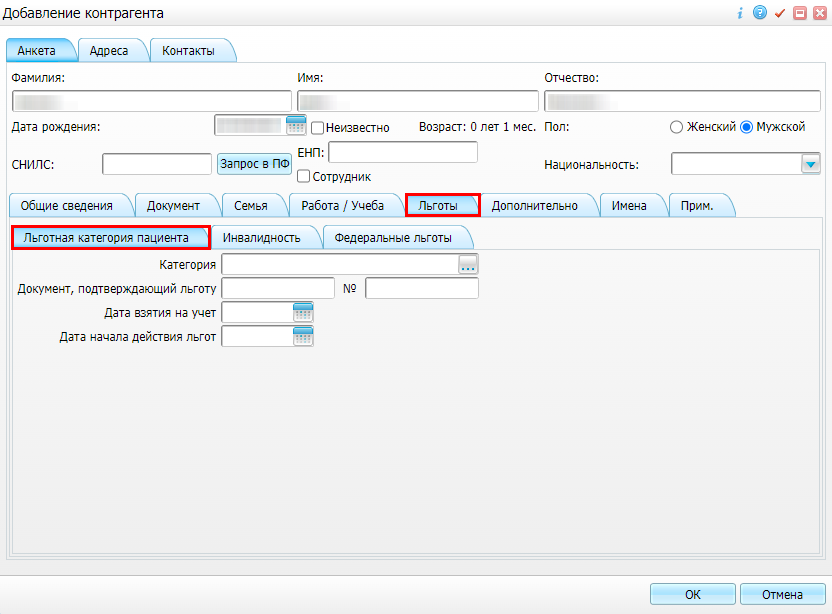 Добавление контрагента
Анкета Адреса Контакты
Фамилия: Имя: Отчество:
Дата рождения: Неизвестно Возраст: 0 лет 1 мес. Пол: Женский Мужской
СНИЛС: Запрос в ПФ ЕНП: Национальность:
Сотрудник
Общие сведения Документ Семья Работа / Учеба Льготы Дополнительно Имена Прим.
Льготная категория пациента Инвалидность Федеральные льготы
Категория ...
Документ, подтверждающий льготу №
Дата взятия на учет
Дата начала действия льгот
ОК Отмена